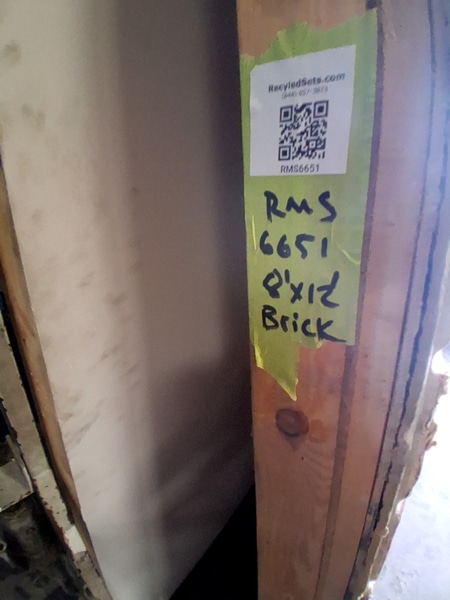 RecycledSets.com
RMS6651
RMS
6651
8'x12'
Brick